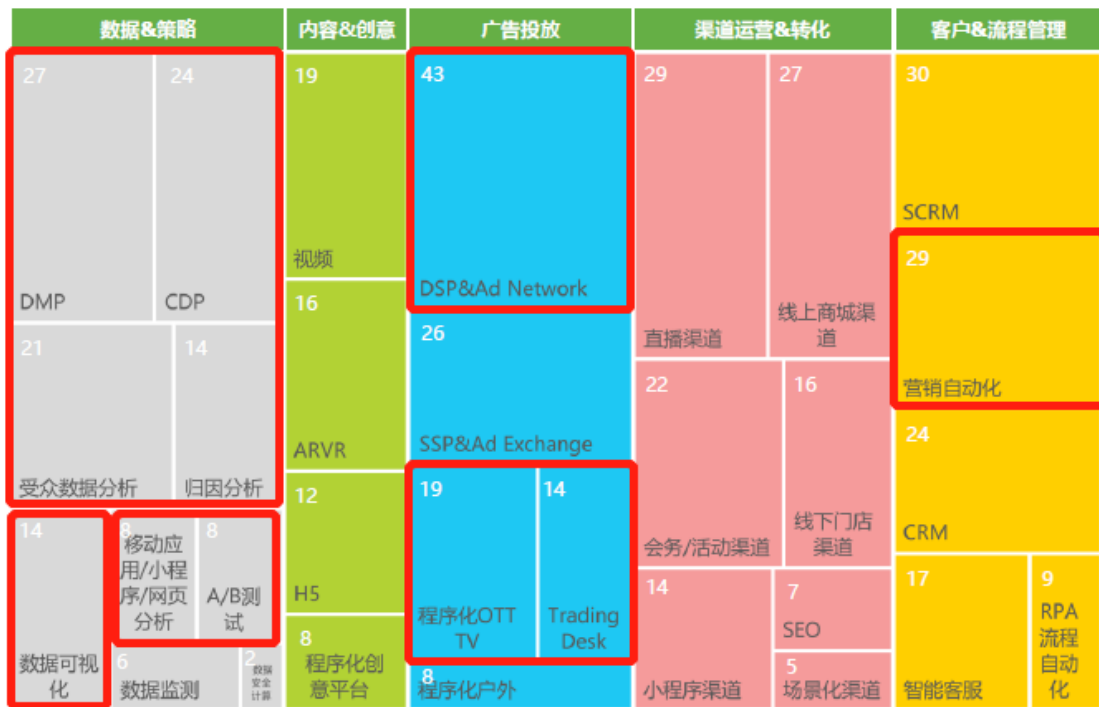 数据&策略
内容&创意
广告投放
渠道运营&转化
客户&流程管理
27
DMP
24
CDP
21
受众数据分析
14
归因分析
14
数据可视
化
8
移动应
用/小程
序/网页
分析
8
A/B测
试
6
数据监测
2
数据
安全
计算
19
视频
16
ARVR
12
H5
8
程序化创
意平台
43
DSP&Ad Network
26
SSP&Ad Exchange
19
程序化OTT
TV
14
Trading
Desk
8
程序化户外
29
直播渠道
27
线上商城渠
道
22
会务/活动渠道
16
线下门店
渠道
14
小程序渠道
7
SEO
5
场景化渠道
30
SCRM
29
营销自动化
24
CRM
17
智能客服
9
RPA
流程
自动
化